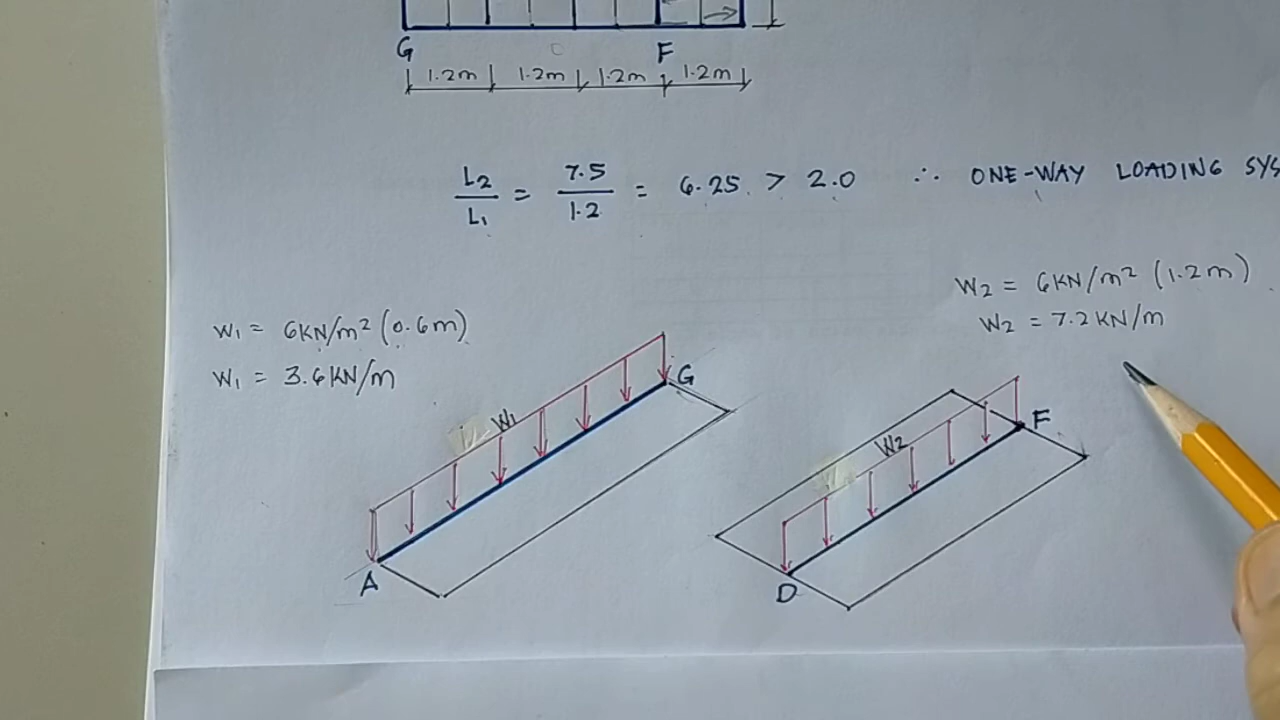 G F
1.2m 1.2m 1.2m 1.2m
L2/L1 = 7.5/1.2 = 6.25 > 2.0 ∴ ONE-WAY LOADING SYS
W2 = 6KN/m² (1.2m)
W2 = 7.2KN/m
W1 = 6KN/m² (0.6m)
W1 = 3.6KN/m
W1
G
A
W2
F
D